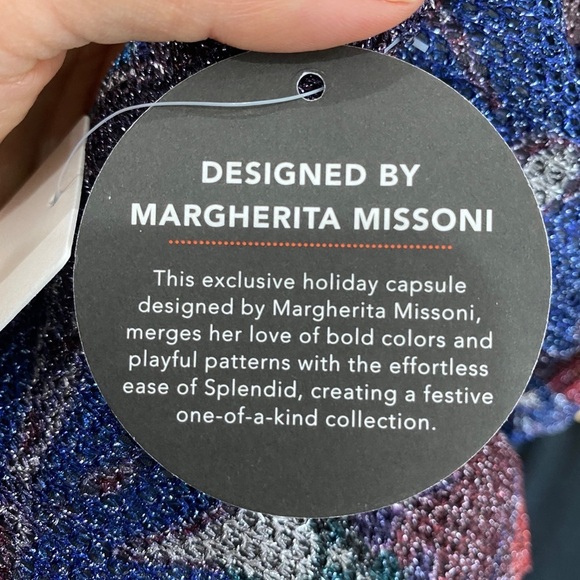 DESIGNED BY
MARGHERITA MISSONI
This exclusive holiday capsule
designed by Margherita Missoni,
merges her love of bold colors and
playful patterns with the effortless
ease of Splendid, creating a festive
one-of-a-kind collection.